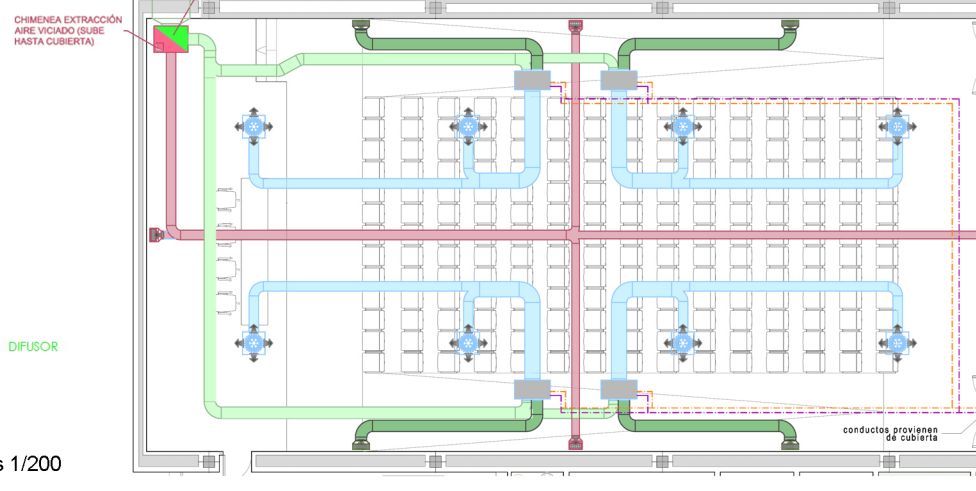 CHIMENEA EXTRACCIÓN
AIRE VICIADO (SUBE
HASTA CUBIERTA)
DIFUSOR
conductos provienen
de cubierta
s 1/200